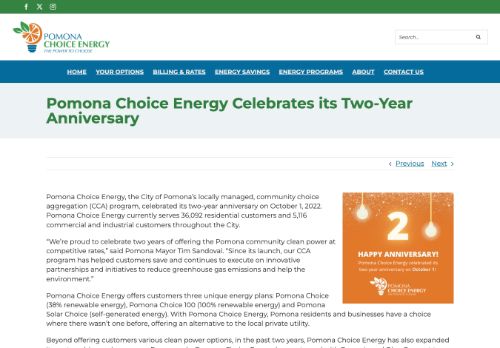 POMONA
CHOICE ENERGY
THE POWER TO CHOOSE
Search...
HOME YOUR OPTIONS BILLING & RATES ENERGY SAVINGS ENERGY PROGRAMS ABOUT CONTACT US
Pomona Choice Energy Celebrates its Two-Year
Anniversary
Previous Next
Pomona Choice Energy, the City of Pomona's locally managed, community choice
aggregation (CCA) program, celebrated its two-year anniversary on October 1, 2022.
Pomona Choice Energy currently serves 36,092 residential customers and 5,116
commercial and industrial customers throughout the City.
"We're proud to celebrate two years of offering the Pomona community clean power at
competitive rates," said Pomona Mayor Tim Sandoval. "Since its launch, our CCA
program has helped customers save and continues to execute on innovative
partnerships and initiatives to reduce greenhouse gas emissions and help the
environment."
Pomona Choice Energy offers customers three unique energy plans: Pomona Choice
(38% renewable energy), Pomona Choice 100 (100% renewable energy) and Pomona
Solar Choice (self-generated energy). With Pomona Choice Energy, Pomona residents and businesses have a choice
where there wasn't one before, offering an alternative to the local private utility.
Beyond offering customers various clean power options, in the past two years, Pomona Choice Energy has also expanded
2
HAPPY ANNIVERSARY!
Pomona Choice Energy celebrated its
two year anniversary on October 1!
POMONA
CHOICE ENERGY